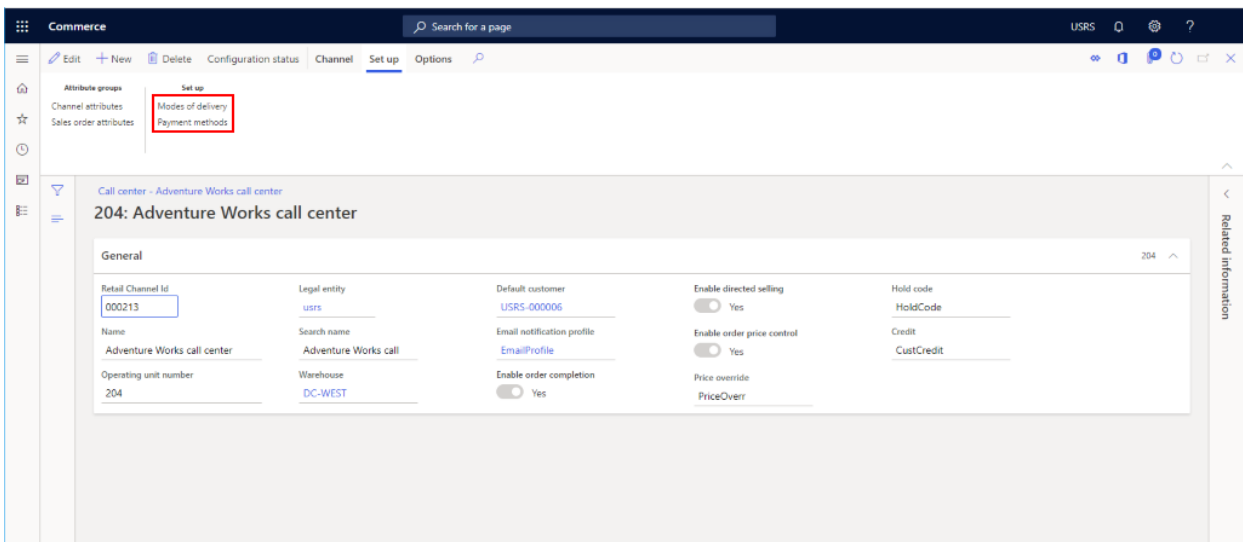 Commerce
Search for a page
USRS
?
Edit
New
Delete
Configuration status
Channel
Set up
Options
0
Attribute groups
Channel attributes
Sales order attributes
Set up
Modes of delivery
Payment methods
Call center - Adventure Works call center
204: Adventure Works call center
General
204
Retail Channel Id
000213
Name
Adventure Works call center
Operating unit number
204
Legal entity
usrs
Search name
Adventure Works call
Warehouse
DC-WEST
Default customer
USRS-000006
Email notification profile
EmailProfile
Enable order completion
Yes
Enable directed selling
Yes
Enable order price control
Yes
Price override
PriceOverr
Hold code
HoldCode
Credit
CustCredit
Related information